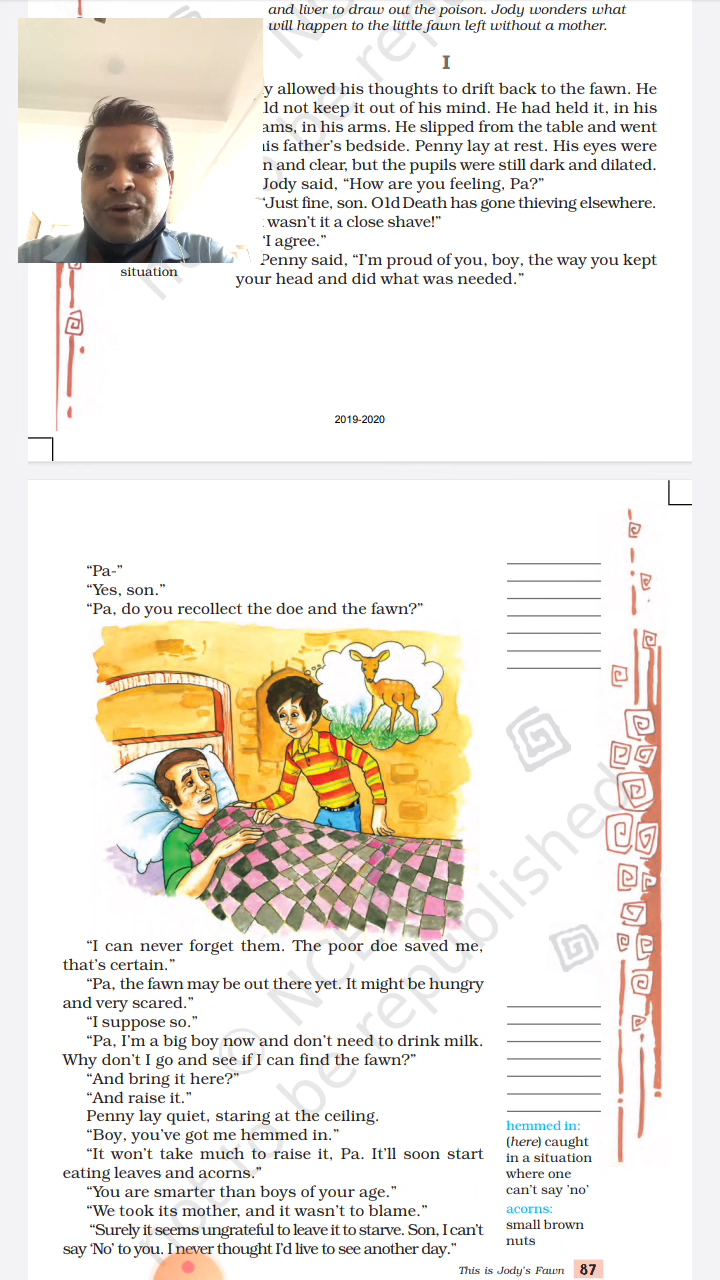 and liver to draw out the poison. Jody wonders what
will happen to the little fawn left without a mother.
I
y allowed his thoughts to drift back to the fawn. He
ld not keep it out of his mind. He had held it, in his
ams, in his arms. He slipped from the table and went
is father's bedside. Penny lay at rest. His eyes were
n and clear, but the pupils were still dark and dilated.
Jody said, “How are you feeling, Pa?”
“Just fine, son. Old Death has gone thieving elsewhere.
wasn't it a close shave!”
“I agree.”
Penny said, “I'm proud of you, boy, the way you kept
your head and did what was needed.”
situation
2019-2020
“Pa-”
“Yes, son.”
“Pa, do you recollect the doe and the fawn?”
“I can never forget them. The poor doe saved me,
that's certain.”
“Pa, the fawn may be out there yet. It might be hungry
and very scared.”
“I suppose so.”
“Pa, I'm a big boy now and don't need to drink milk.
Why don't I go and see if I can find the fawn?”
“And bring it here?”
“And raise it.”
Penny lay quiet, staring at the ceiling.
“Boy, you've got me hemmed in.”
“It won't take much to raise it, Pa. It'll soon start
eating leaves and acorns.”
“You are smarter than boys of your age.”
“We took its mother, and it wasn't to blame.”
“Surely it seems ungrateful to leave it to starve. Son, I can't
say ‘No’ to you. I never thought I'd live to see another day.”
hemmed in:
(here) caught
in a situation
where one
can't say 'no'
acorns:
small brown
nuts
This is Jody's Fawn 87
© NCE
not to be republished